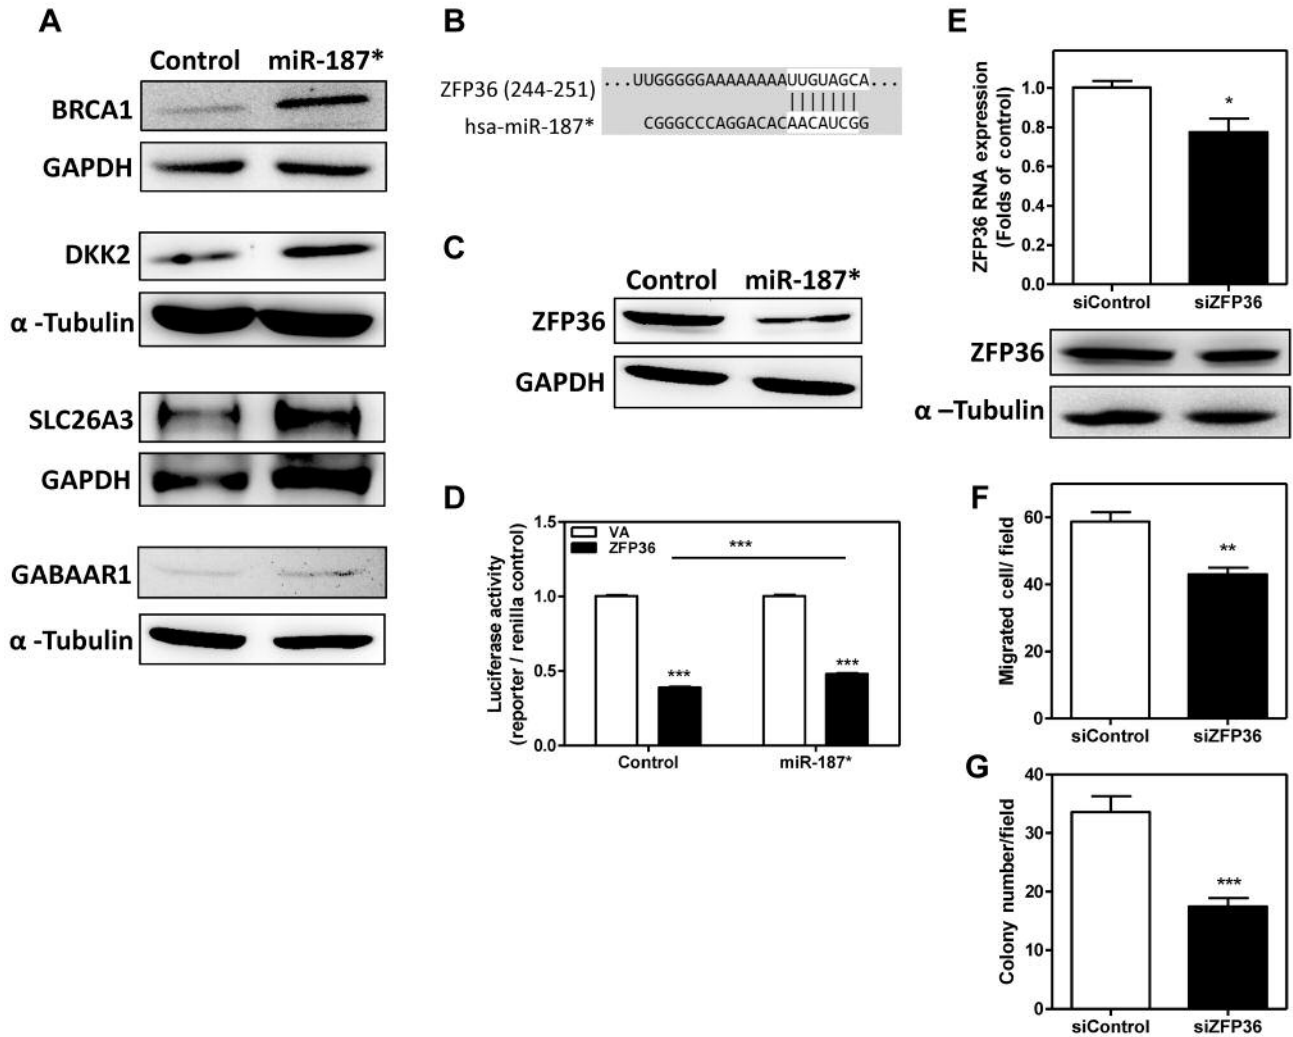 A
Control miR-187*
BRCA1
GAPDH
DKK2
α -Tubulin
SLC26A3
GAPDH
GABAAR1
α -Tubulin
B
ZFP36 (244-251) ...UUGGGGGAAAAAAAAUUGUAGCA...
hsa-miR-187* CGGGCCCAGGACACAACAUCGG
C
Control miR-187*
ZFP36
GAPDH
D
Luciferase activity
(reporter / renilla control)
1.5
1.0
0.5
0.0
VA
ZFP36
***
***
***
Control miR-187*
E
ZFP36 RNA expression
(Folds of control)
1.0
0.8
0.6
0.4
0.2
0.0
*
siControl siZFP36
ZFP36
α –Tubulin
F
Migrated cell/ field
60
40
20
0
**
siControl siZFP36
G
Colony number/field
40
30
20
10
0
***
siControl siZFP36